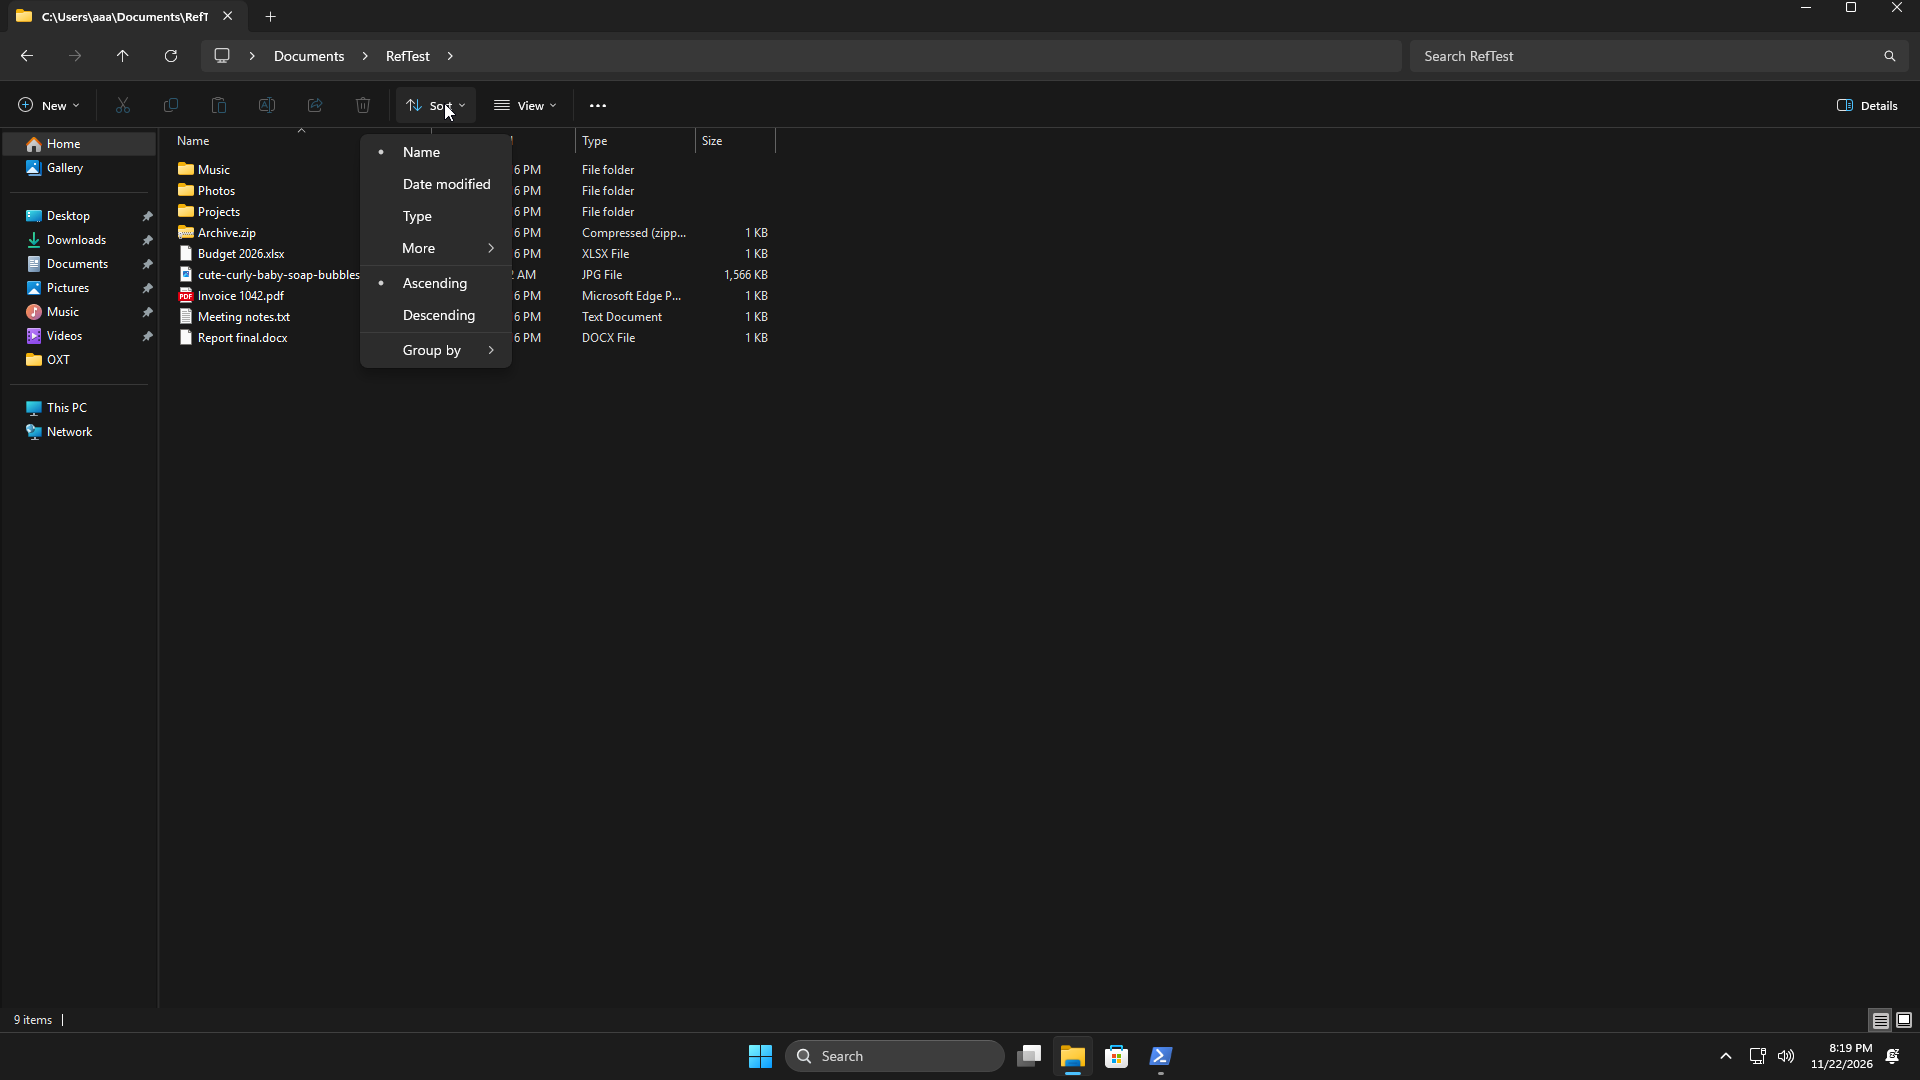 C:\Users\aaa\Documents\RefT
Documents
RefTest
Search RefTest
New
Sort
View
Details
Home
Gallery
Desktop
Downloads
Documents
Pictures
Music
Videos
OXT
This PC
Network
Name Type Size
Music 6 PM File folder
Photos 6 PM File folder
Projects 6 PM File folder
Archive.zip 6 PM Compressed (zipp... 1 KB
Budget 2026.xlsx 6 PM XLSX File 1 KB
cute-curly-baby-soap-bubbles AM JPG File 1,566 KB
Invoice 1042.pdf 6 PM Microsoft Edge P... 1 KB
Meeting notes.txt 6 PM Text Document 1 KB
Report final.docx 6 PM DOCX File 1 KB
Name
Date modified
Type
More
Ascending
Descending
Group by
9 items
Search
8:19 PM
11/22/2026